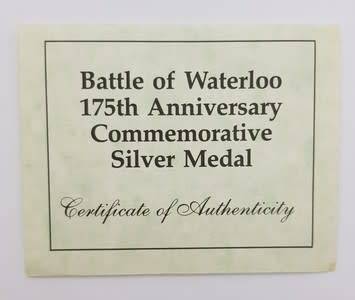 Battle of Waterloo
175th Anniversary
Commemorative
Silver Medal
Certificate of Authenticity